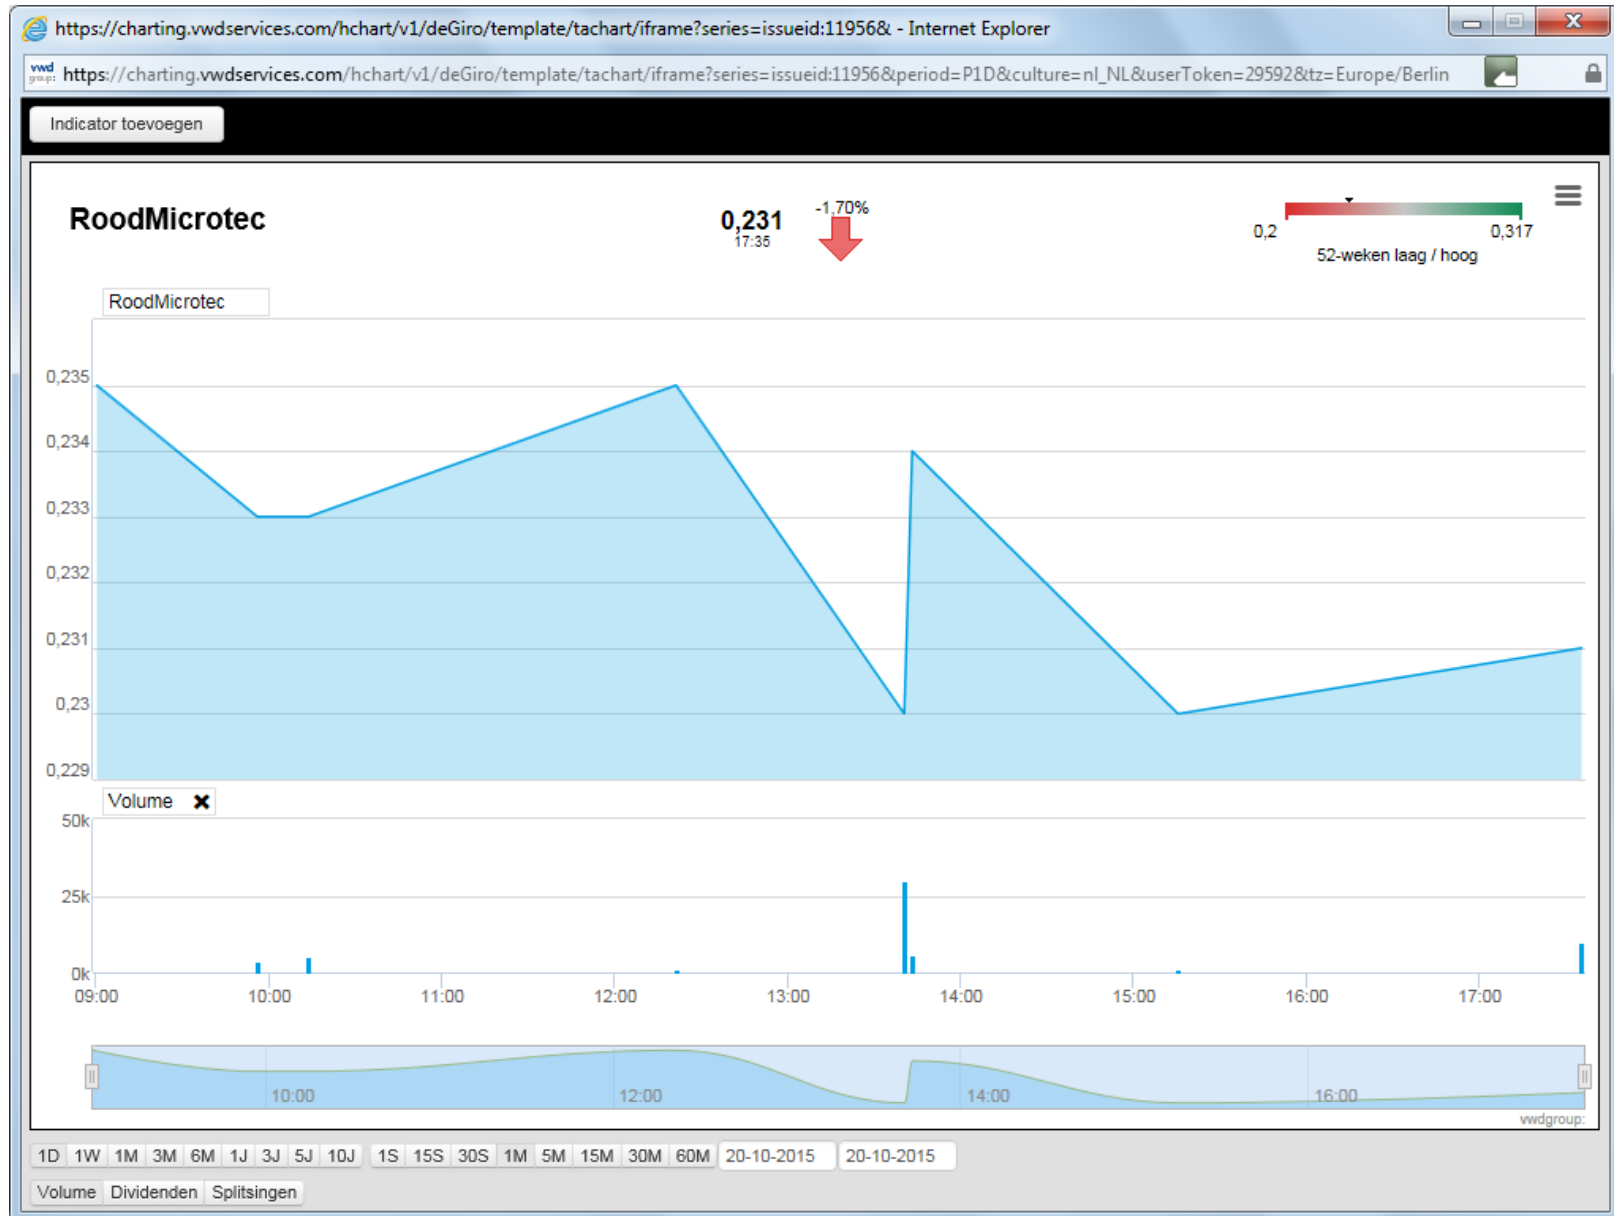 https://charting.vwdservices.com/hchart/v1/deGiro/template/tachart/iframe?series=issueid:11956& - Internet Explorer
vwd group: https://charting.vwdservices.com/hchart/v1/deGiro/template/tachart/iframe?series=issueid:11956&period=P1D&culture=nl_NL&userToken=29592&tz=Europe/Berlin
Indicator toevoegen
RoodMicrotec
0,231
17:35
-1,70%
0,2 0,317
52-weken laag / hoog
RoodMicrotec
0,235
0,234
0,233
0,232
0,231
0,23
0,229
Volume
50k
25k
0k
09:00 10:00 11:00 12:00 13:00 14:00 15:00 16:00 17:00
10:00 12:00 14:00 16:00
vwdgroup:
1D 1W 1M 3M 6M 1J 3J 5J 10J 1S 15S 30S 1M 5M 15M 30M 60M 20-10-2015 20-10-2015
Volume Dividenden Splitsingen